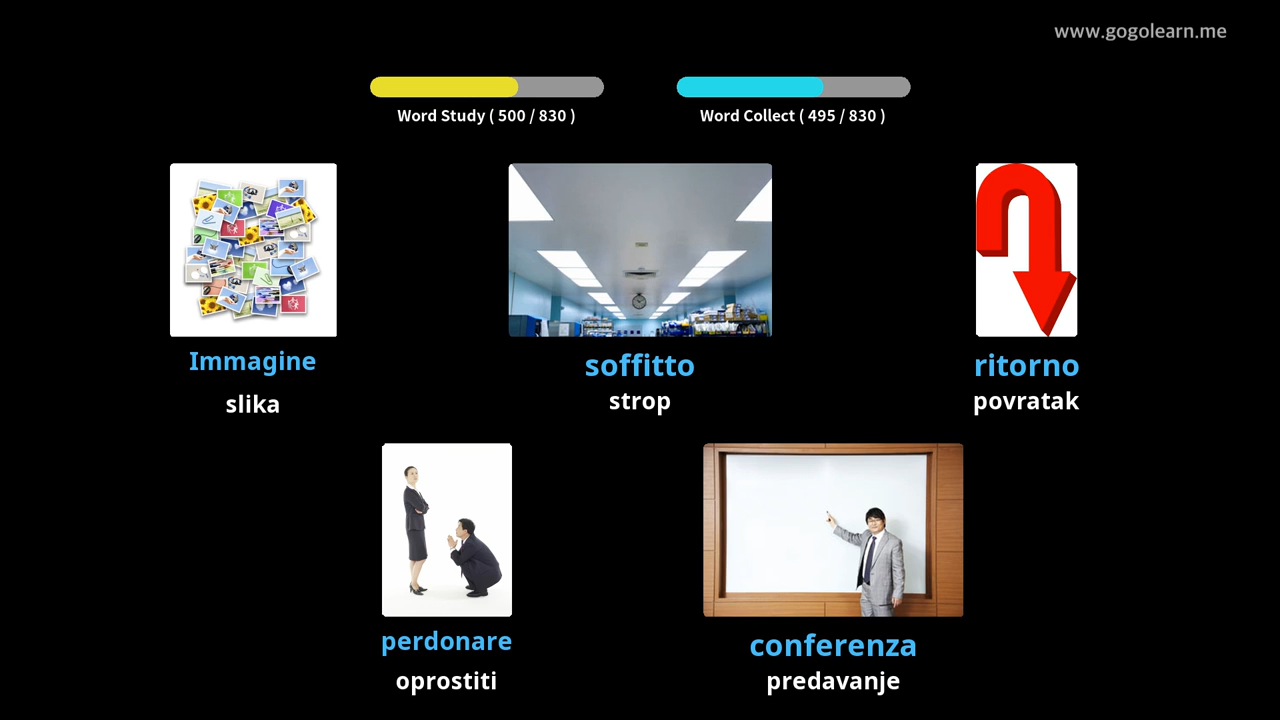 www.gogolearn.me
Word Study ( 500 / 830 )
Word Collect ( 495 / 830 )
Immagine
slika
soffitto
strop
ritorno
povratak
perdonare
oprostiti
conferenza
predavanje